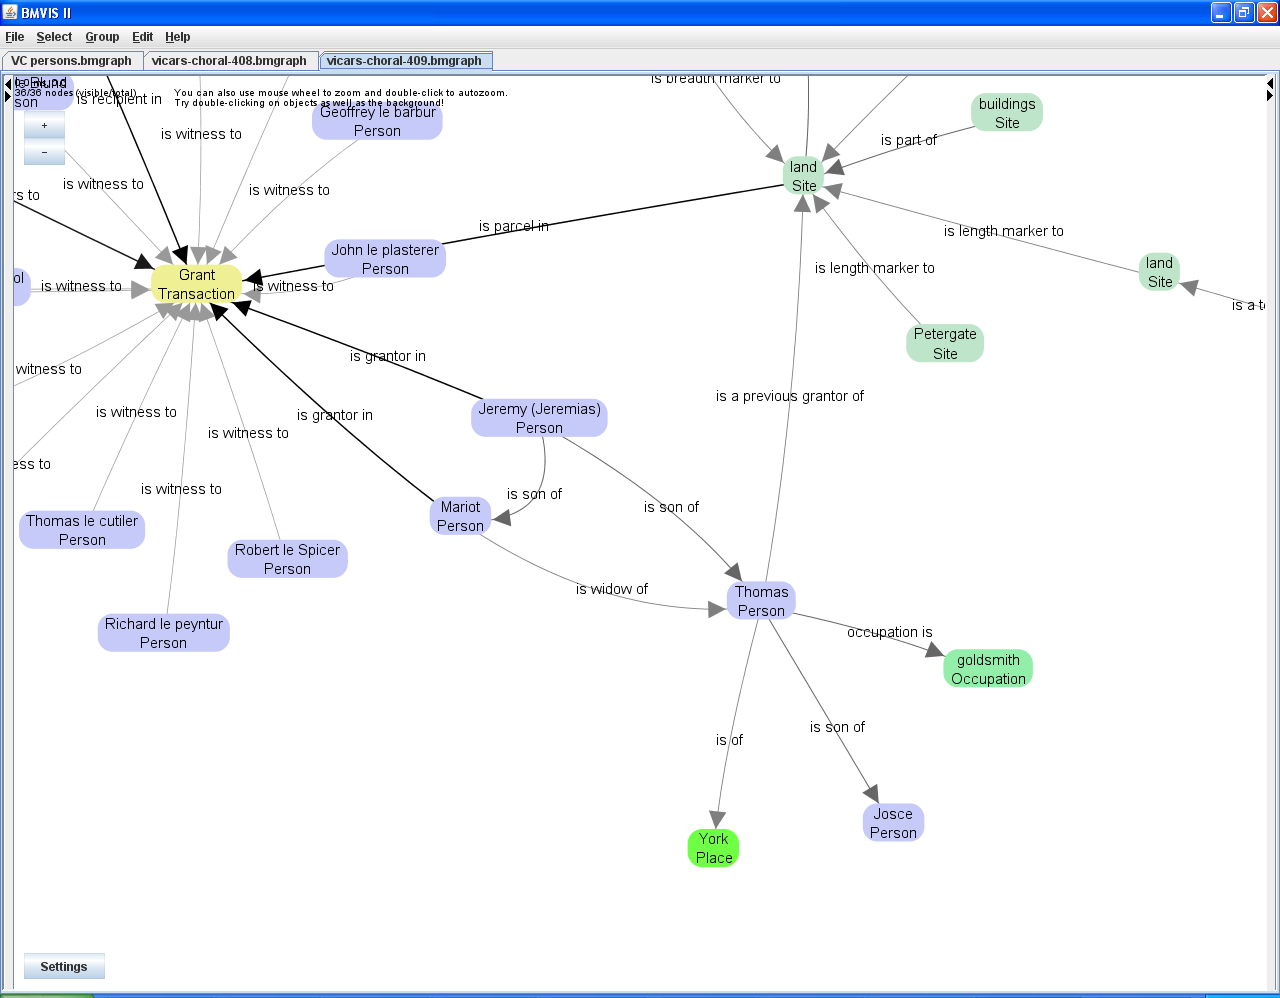 BMVIS II
File Select Group Edit Help
VC persons.bmgraph vicars-choral-408.bmgraph vicars-choral-409.bmgraph
le Blund
son
36/36 nodes (visible/total)
You can also use mouse wheel to zoom and double-click to autozoom.
Try double-clicking on objects as well as the background!
+
−
is recipient in
is witness to
is witness to
is witness to
rs to
Geoffrey le barbur
Person
is breadth marker to
buildings
Site
is part of
land
Site
is parcel in
is length marker to
John le plasterer
Person
is length marker to
land
Site
is a t
Grant
Transaction
ol
is witness to
is witness to
Petergate
Site
is grantor in
witness to
is a previous grantor of
is witness to
is grantor in
is witness to
Jeremy (Jeremias)
Person
ess to
is witness to
is son of
is son of
Mariot
Person
Thomas le cutiler
Person
Robert le Spicer
Person
is widow of
Thomas
Person
Richard le peyntur
Person
occupation is
goldsmith
Occupation
is of
is son of
Josce
Person
York
Place
Settings